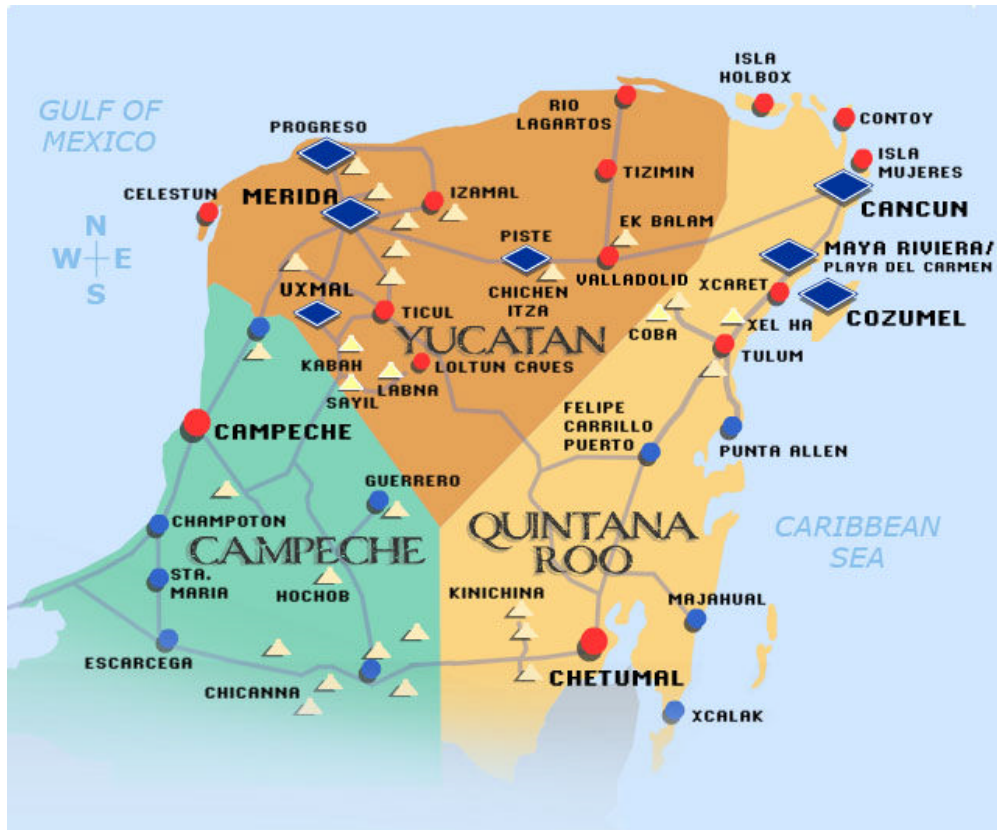 ISLA
HOLBOX
GULF OF
MEXICO
RIO
LAGARTOS
CONTOY
PROGRESO
ISLA
MUJERES
TIZIMIN
CELESTUN
MERIDA
IZAMAL
CANCUN
N
W E
S
EK BALAM
PISTE
MAYA RIVIERA/
PLAYA DEL CARMEN
VALLADOLID
XCARET
UXMAL
CHICHEN
ITZA
TICUL
COZUMEL
COBA
XEL HA
YUCATAN
TULUM
KABAH
LOLTUN CAVES
LABNA
SAYIL
FELIPE
CARRILLO
PUERTO
CAMPECHE
PUNTA ALLEN
GUERRERO
CHAMPOTON
QUINTANA
ROO
CARIBBEAN
SEA
CAMPECHE
STA.
MARIA
HOCHOB
KINICHINA
MAJAHUAL
ESCARCEGA
CHICANNA
CHETUMAL
XCALAK